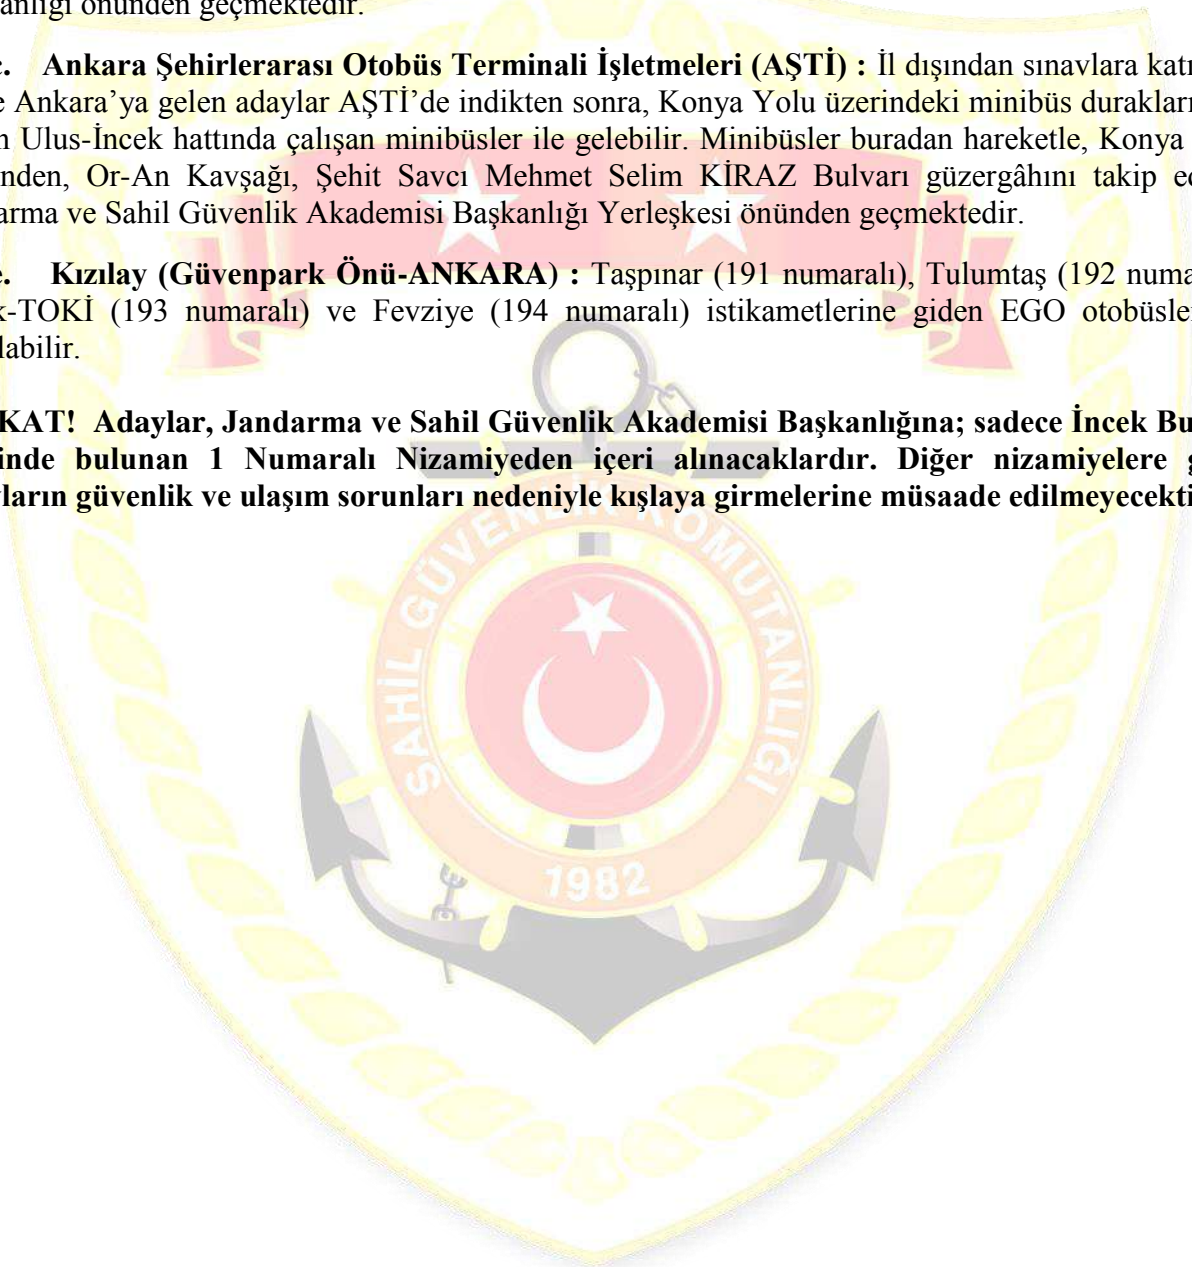 anlığı önünden geçmektedir.
c. Ankara Şehirlerarası Otobüs Terminali İşletmeleri (AŞTİ) : İl dışından sınavlara katı
e Ankara’ya gelen adaylar AŞTİ’de indikten sonra, Konya Yolu üzerindeki minibüs durakları
n Ulus-İncek hattında çalışan minibüsler ile gelebilir. Minibüsler buradan hareketle, Konya
nden, Or-An Kavşağı, Şehit Savcı Mehmet Selim KİRAZ Bulvarı güzergâhını takip ed
arma ve Sahil Güvenlik Akademisi Başkanlığı Yerleşkesi önünden geçmektedir.
e. Kızılay (Güvenpark Önü-ANKARA) : Taşpınar (191 numaralı), Tulumtaş (192 numa
k-TOKİ (193 numaralı) ve Fevziye (194 numaralı) istikametlerine giden EGO otobüsle
labilir.
KAT! Adaylar, Jandarma ve Sahil Güvenlik Akademisi Başkanlığına; sadece İncek Bu
inde bulunan 1 Numaralı Nizamiyeden içeri alınacaklardır. Diğer nizamiyelere g
yların güvenlik ve ulaşım sorunları nedeniyle kışlaya girmelerine müsaade edilmeyecekti
SAHİL GÜVENLİK KOMUTANLIĞI
1982